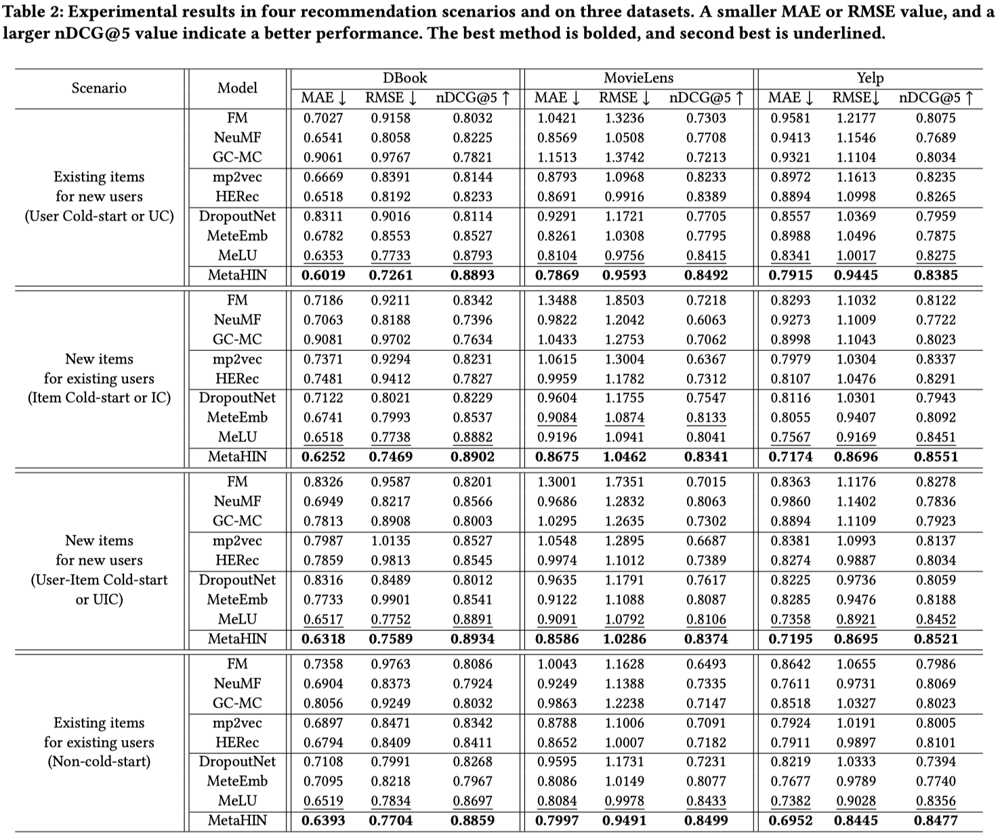 Table 2: Experimental results in four recommendation scenarios and on three datasets. A smaller MAE or RMSE value, and a
larger nDCG@5 value indicate a better performance. The best method is bolded, and second best is underlined.
Scenario Model DBook MovieLens Yelp
MAE ↓ RMSE ↓ nDCG@5 ↑ MAE ↓ RMSE ↓ nDCG@5 ↑ MAE ↓ RMSE↓ nDCG@5 ↑
FM 0.7027 0.9158 0.8032 1.0421 1.3236 0.7303 0.9581 1.2177 0.8075
NeuMF 0.6541 0.8058 0.8225 0.8569 1.0508 0.7708 0.9413 1.1546 0.7689
GC-MC 0.9061 0.9767 0.7821 1.1513 1.3742 0.7213 0.9321 1.1104 0.8034
Existing items mp2vec 0.6669 0.8391 0.8144 0.8793 1.0968 0.8233 0.8972 1.1613 0.8235
for new users HERec 0.6518 0.8192 0.8233 0.8691 0.9916 0.8389 0.8894 1.0998 0.8265
(User Cold-start or UC) DropoutNet 0.8311 0.9016 0.8114 0.9291 1.1721 0.7705 0.8557 1.0369 0.7959
MeteEmb 0.6782 0.8553 0.8527 0.8261 1.0308 0.7795 0.8988 1.0496 0.7875
MeLU 0.6353 0.7733 0.8793 0.8104 0.9756 0.8415 0.8341 1.0017 0.8275
MetaHIN 0.6019 0.7261 0.8893 0.7869 0.9593 0.8492 0.7915 0.9445 0.8385
FM 0.7186 0.9211 0.8342 1.3488 1.8503 0.7218 0.8293 1.1032 0.8122
NeuMF 0.7063 0.8188 0.7396 0.9822 1.2042 0.6063 0.9273 1.1009 0.7722
GC-MC 0.9081 0.9702 0.7634 1.0433 1.2753 0.7062 0.8998 1.1043 0.8023
New items mp2vec 0.7371 0.9294 0.8231 1.0615 1.3004 0.6367 0.7979 1.0304 0.8337
for existing users HERec 0.7481 0.9412 0.7827 0.9959 1.1782 0.7312 0.8107 1.0476 0.8291
(Item Cold-start or IC) DropoutNet 0.7122 0.8021 0.8229 0.9604 1.1755 0.7547 0.8116 1.0301 0.7943
MeteEmb 0.6741 0.7993 0.8537 0.9084 1.0874 0.8133 0.8055 0.9407 0.8092
MeLU 0.6518 0.7738 0.8882 0.9196 1.0941 0.8041 0.7567 0.9169 0.8451
MetaHIN 0.6252 0.7469 0.8902 0.8675 1.0462 0.8341 0.7174 0.8696 0.8551
FM 0.8326 0.9587 0.8201 1.3001 1.7351 0.7015 0.8363 1.1176 0.8278
NeuMF 0.6949 0.8217 0.8566 0.9686 1.2832 0.8063 0.9860 1.1402 0.7836
GC-MC 0.7813 0.8908 0.8003 1.0295 1.2635 0.7302 0.8894 1.1109 0.7923
New items mp2vec 0.7987 1.0135 0.8527 1.0548 1.2895 0.6687 0.8381 1.0993 0.8137
for new users HERec 0.7859 0.9813 0.8545 0.9974 1.1012 0.7389 0.8274 0.9887 0.8034
(User-Item Cold-start DropoutNet 0.8316 0.8489 0.8012 0.9635 1.1791 0.7617 0.8225 0.9736 0.8059
or UIC) MeteEmb 0.7733 0.9901 0.8541 0.9122 1.1088 0.8087 0.8285 0.9476 0.8188
MeLU 0.6517 0.7752 0.8891 0.9091 1.0792 0.8106 0.7358 0.8921 0.8452
MetaHIN 0.6318 0.7589 0.8934 0.8586 1.0286 0.8374 0.7195 0.8695 0.8521
FM 0.7358 0.9763 0.8086 1.0043 1.1628 0.6493 0.8642 1.0655 0.7986
NeuMF 0.6904 0.8373 0.7924 0.9249 1.1388 0.7335 0.7611 0.9731 0.8069
GC-MC 0.8056 0.9249 0.8032 0.9863 1.2238 0.7147 0.8518 1.0327 0.8023
Existing items mp2vec 0.6897 0.8471 0.8342 0.8788 1.1006 0.7091 0.7924 1.0191 0.8005
for existing users HERec 0.6794 0.8409 0.8411 0.8652 1.0007 0.7182 0.7911 0.9897 0.8101
(Non-cold-start) DropoutNet 0.7108 0.7991 0.8268 0.9595 1.1731 0.7231 0.8219 1.0333 0.7394
MeteEmb 0.7095 0.8218 0.7967 0.8086 1.0149 0.8077 0.7677 0.9789 0.7740
MeLU 0.6519 0.7834 0.8697 0.8084 0.9978 0.8433 0.7382 0.9028 0.8356
MetaHIN 0.6393 0.7704 0.8859 0.7997 0.9491 0.8499 0.6952 0.8445 0.8477